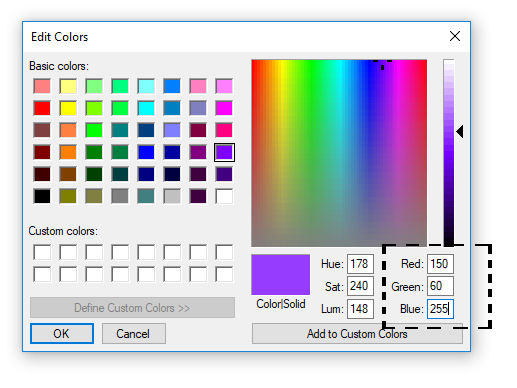 Edit Colors
Basic colors:
Custom colors:
Define Custom Colors >>
OK
Cancel
Color|Solid
Hue: 178
Sat: 240
Lum: 148
Red: 150
Green: 60
Blue: 255
Add to Custom Colors